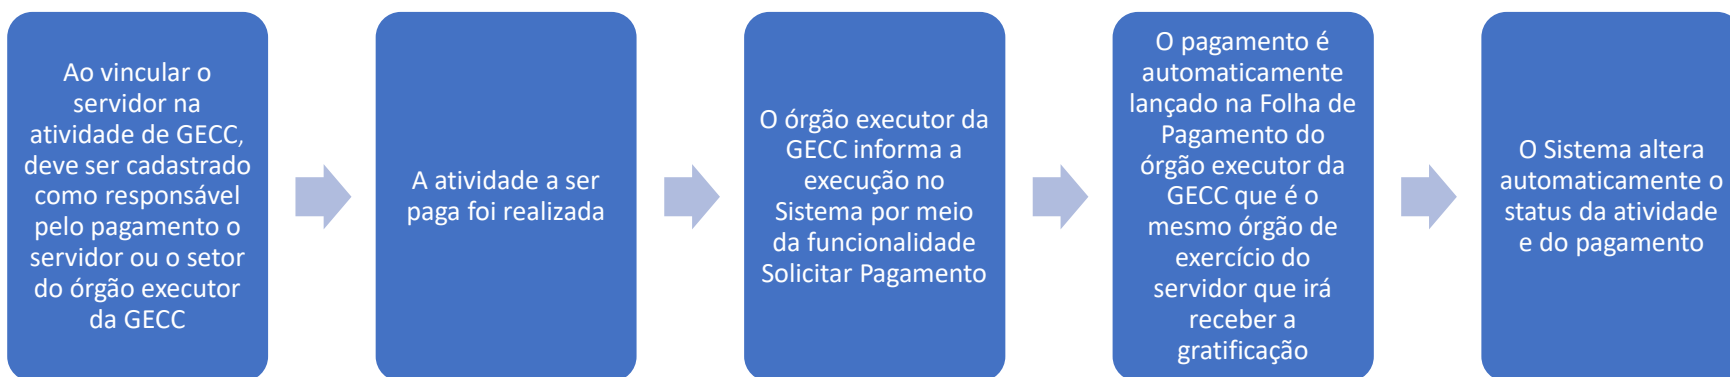 Ao vincular o
servidor na
atividade de GECC,
deve ser cadastrado
como responsável
pelo pagamento o
servidor ou o setor
do órgão executor
da GECC
A atividade a ser
paga foi realizada
O órgão executor da
GECC informa a
execução no
Sistema por meio
da funcionalidade
Solicitar Pagamento
O pagamento é
automaticamente
lançado na Folha de
Pagamento do
órgão executor da
GECC que é o
mesmo órgão de
exercício do
servidor que irá
receber a
gratificação
O Sistema altera
automaticamente o
status da atividade
e do pagamento